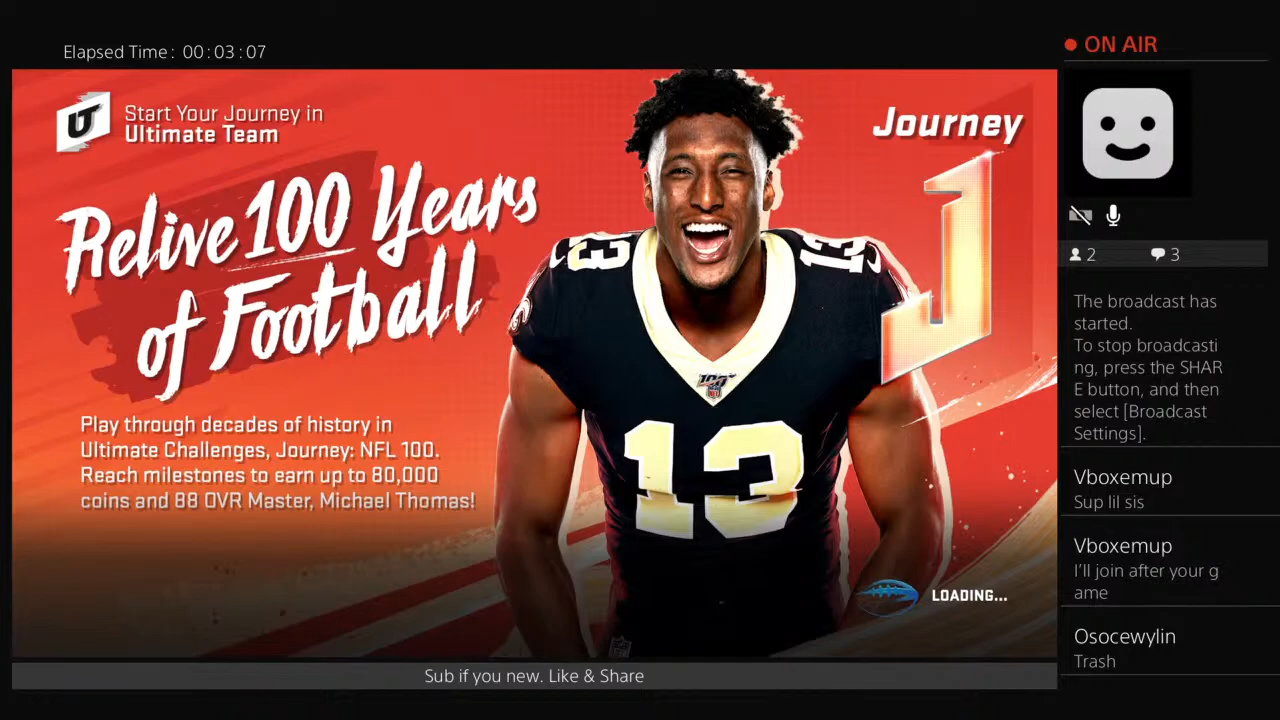 Elapsed Time: 00:03:07
ON AIR
UT
Start Your Journey in
Ultimate Team
Journey
J
Relive 100 Years
of Football
Play through decades of history in
Ultimate Challenges, Journey: NFL 100.
Reach milestones to earn up to 80,000
coins and 88 OVR Master, Michael Thomas!
13
13
13
LOADING...
Sub if you new. Like & Share
2
3
The broadcast has
started.
To stop broadcasti
ng, press the SHAR
E button, and then
select [Broadcast
Settings].
Vboxemup
Sup lil sis
Vboxemup
I’ll join after your g
ame
Osocewylin
Trash